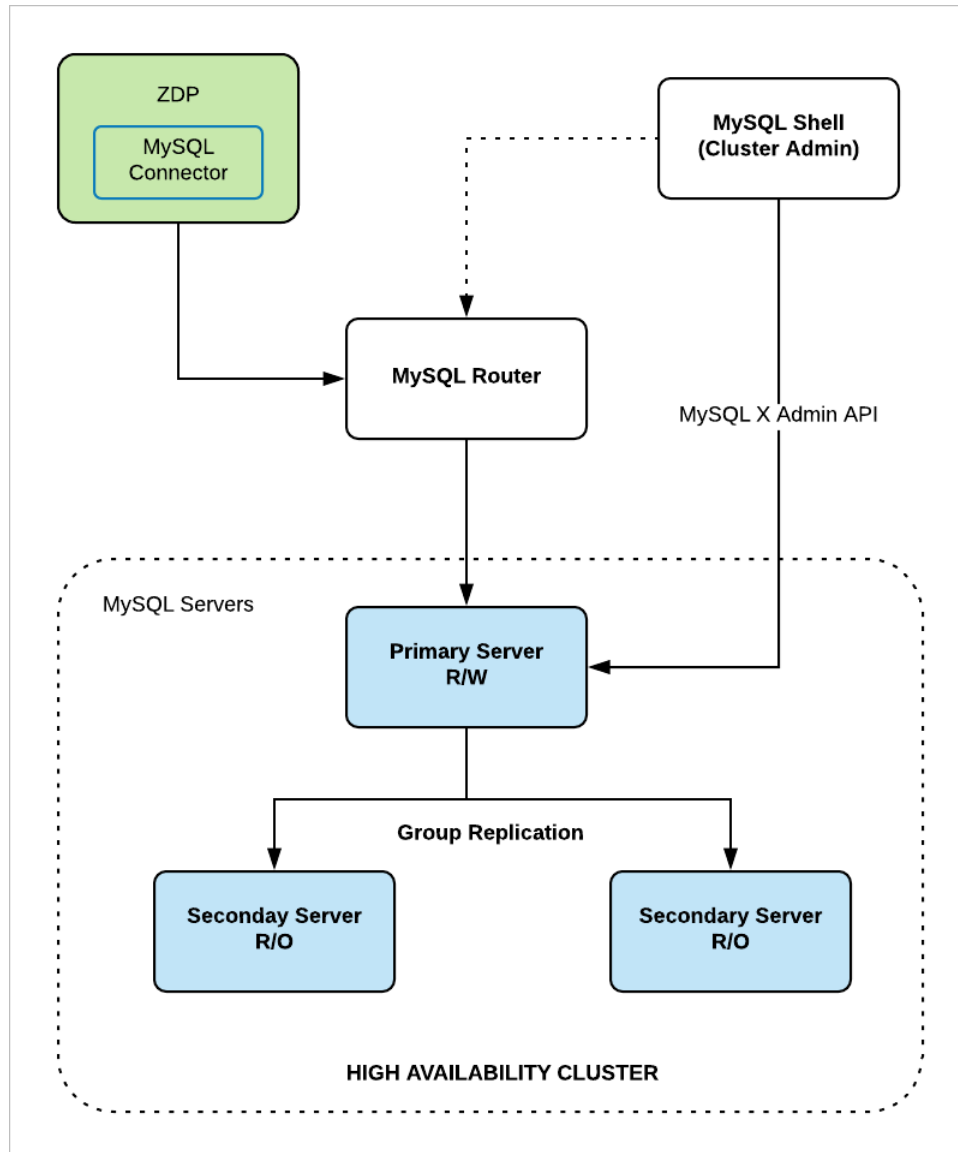 ZDP
MySQL
Connector
MySQL Shell
(Cluster Admin)
MySQL Router
MySQL X Admin API
MySQL Servers
Primary Server
R/W
Group Replication
Seconday Server
R/O
Secondary Server
R/O
HIGH AVAILABILITY CLUSTER